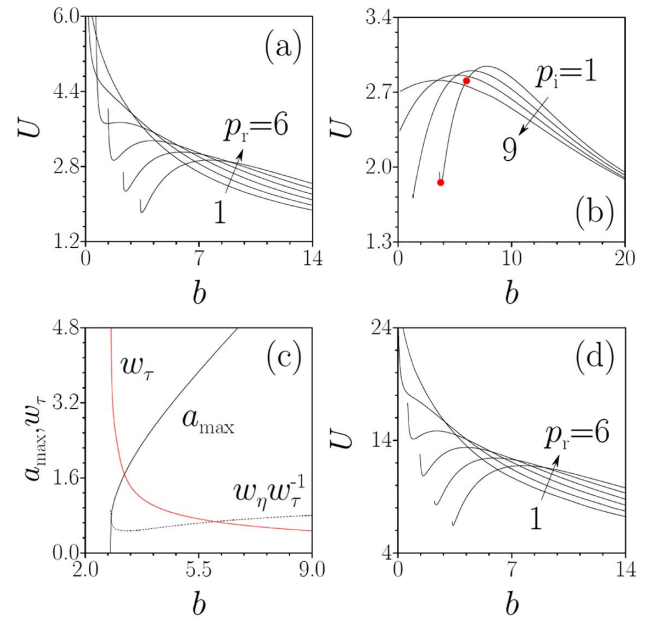 6.0
4.4
2.8
1.2
U
(a)
p_r=6
1
0
7
14
b
3.4
2.7
2.0
1.3
U
p_i=1
9
(b)
0
10
20
b
4.8
3.2
1.6
0.0
a_max, w_τ
w_τ
a_max
w_η w_τ^-1
(c)
2.0
5.5
9.0
b
24
14
4
U
(d)
p_r=6
1
0
7
14
b